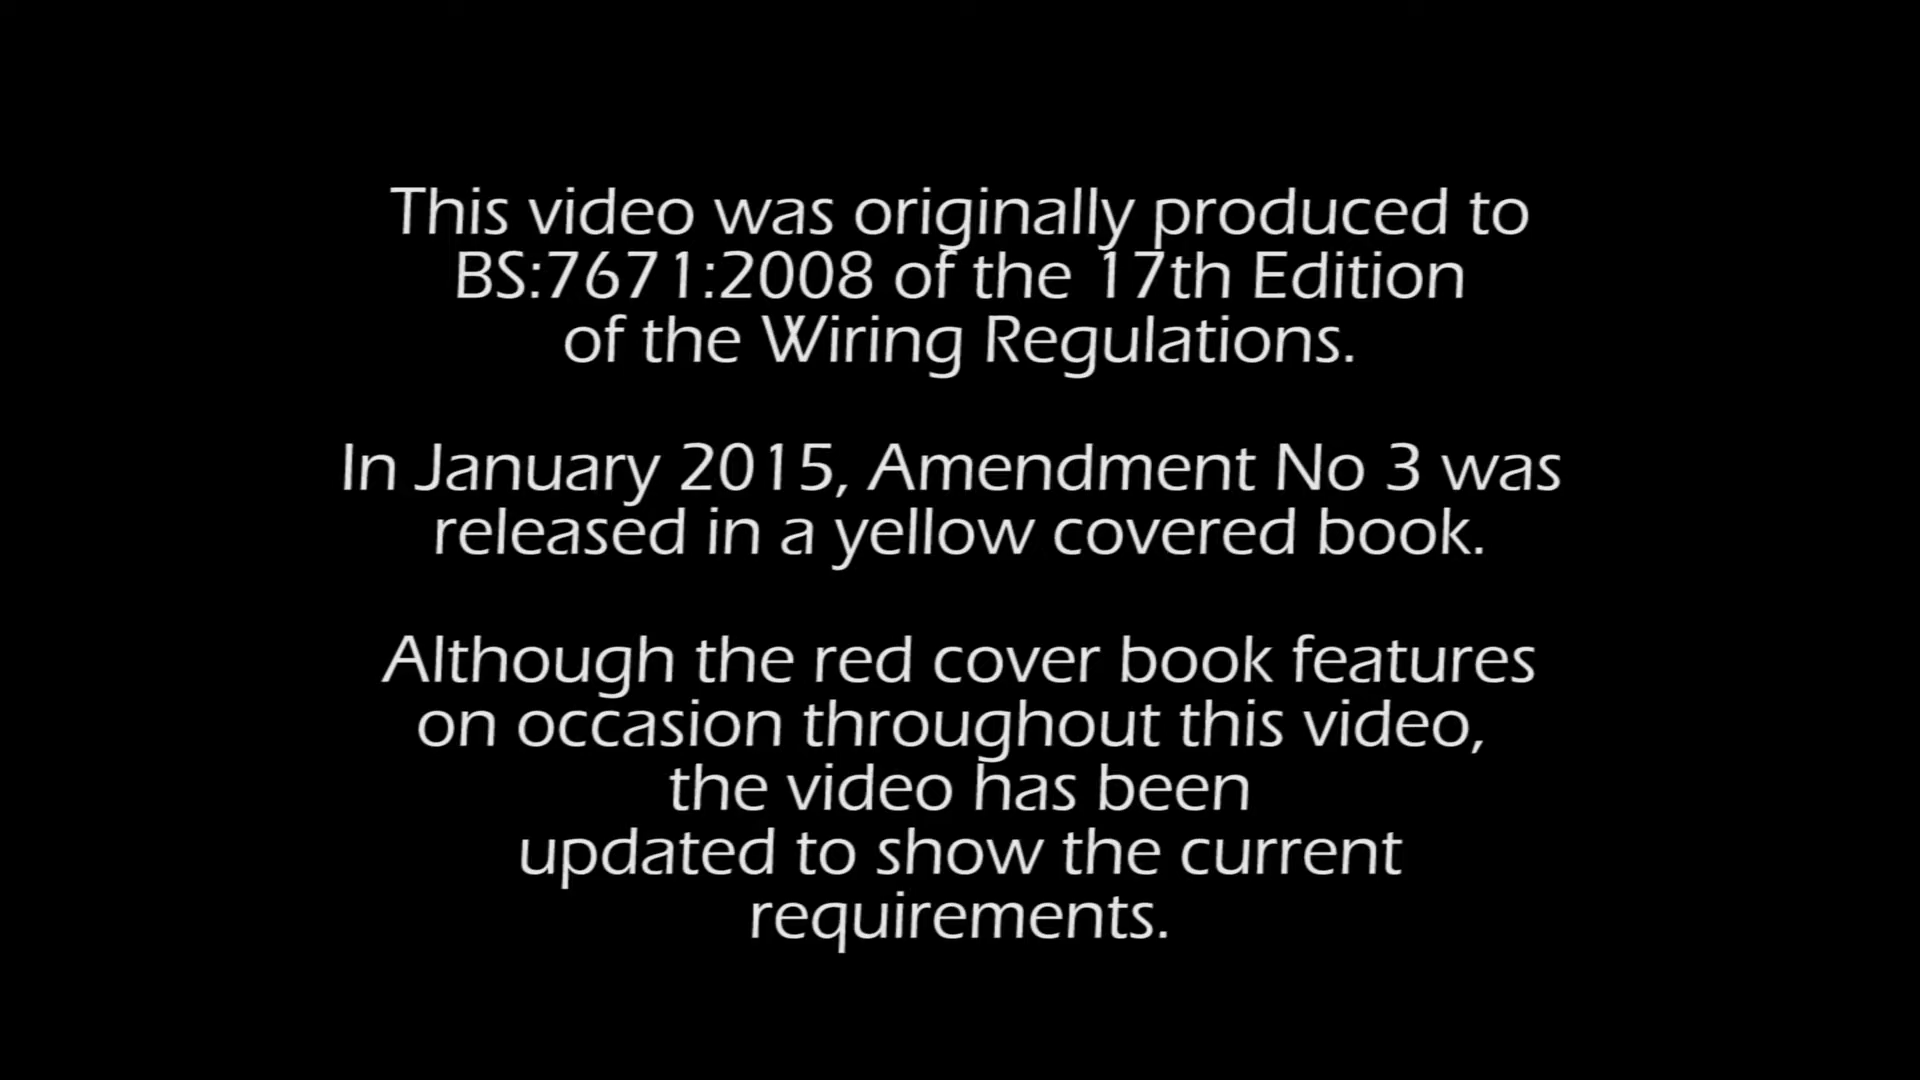 This video was originally produced to
BS:7671:2008 of the 17th Edition
of the Wiring Regulations.
In January 2015, Amendment No 3 was
released in a yellow covered book.
Although the red cover book features
on occasion throughout this video,
the video has been
updated to show the current
requirements.